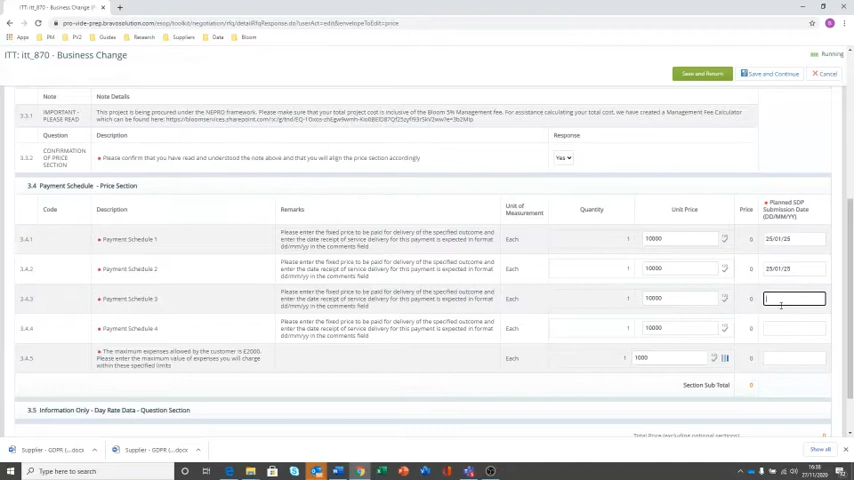 ITT: itt_870 - Business Change
pro-vide-prep.bravosolution.com/esop/toolkit/negotiation/rfq/detailRfqResponse.do?userAct=edit&envelopeToEdit=price
Apps
PM
PV2
Guides
Research
Suppliers
Data
Bloom
ITT: itt_870 - Business Change
Running
Save and Return
Save and Continue
Cancel
Note
Note Details
3.3.1
IMPORTANT - PLEASE READ
This project is being procured under the NEPRO framework. Please make sure that your total project cost is inclusive of the Bloom 5% Management fee. For assistance calculating your total cost, we have created a Management Fee Calculator
which can be found here:
Question
Description
Response
3.3.2
CONFIRMATION OF PRICE SECTION
Please confirm that you have read and understood the note above and that you will align the price section accordingly
Yes
3.4 Payment Schedule - Price Section
Code
Description
Remarks
Unit of Measurement
Quantity
Unit Price
Price
Planned SDP Submission Date (DD/MM/YY)
3.4.1
Payment Schedule 1
Please enter the fixed price to be paid for delivery of the specified outcome and
enter the date receipt of service delivery for this payment is expected in format
dd/mm/yy in the comments field
Each
1
10000
0
25/01/25
3.4.2
Payment Schedule 2
Please enter the fixed price to be paid for delivery of the specified outcome and
enter the date receipt of service delivery for this payment is expected in format
dd/mm/yy in the comments field
Each
1
10000
0
25/01/25
3.4.3
Payment Schedule 3
Please enter the fixed price to be paid for delivery of the specified outcome and
enter the date receipt of service delivery for this payment is expected in format
dd/mm/yy in the comments field
Each
1
10000
0
3.4.4
Payment Schedule 4
Please enter the fixed price to be paid for delivery of the specified outcome and
enter the date receipt of service delivery for this payment is expected in format
dd/mm/yy in the comments field
Each
1
10000
0
3.4.5
The maximum expenses allowed by the customer is £2000.
Please enter the maximum value of expenses you will charge
within these specified limits
Each
1
1000
0
Section Sub Total
0
3.5 Information Only - Day Rate Data - Question Section
Total Price (excluding optional sections)
0
Supplier - GDPR (...).docx
Supplier - GDPR (...).docx
Show all
Type here to search
16:38
27/11/2020